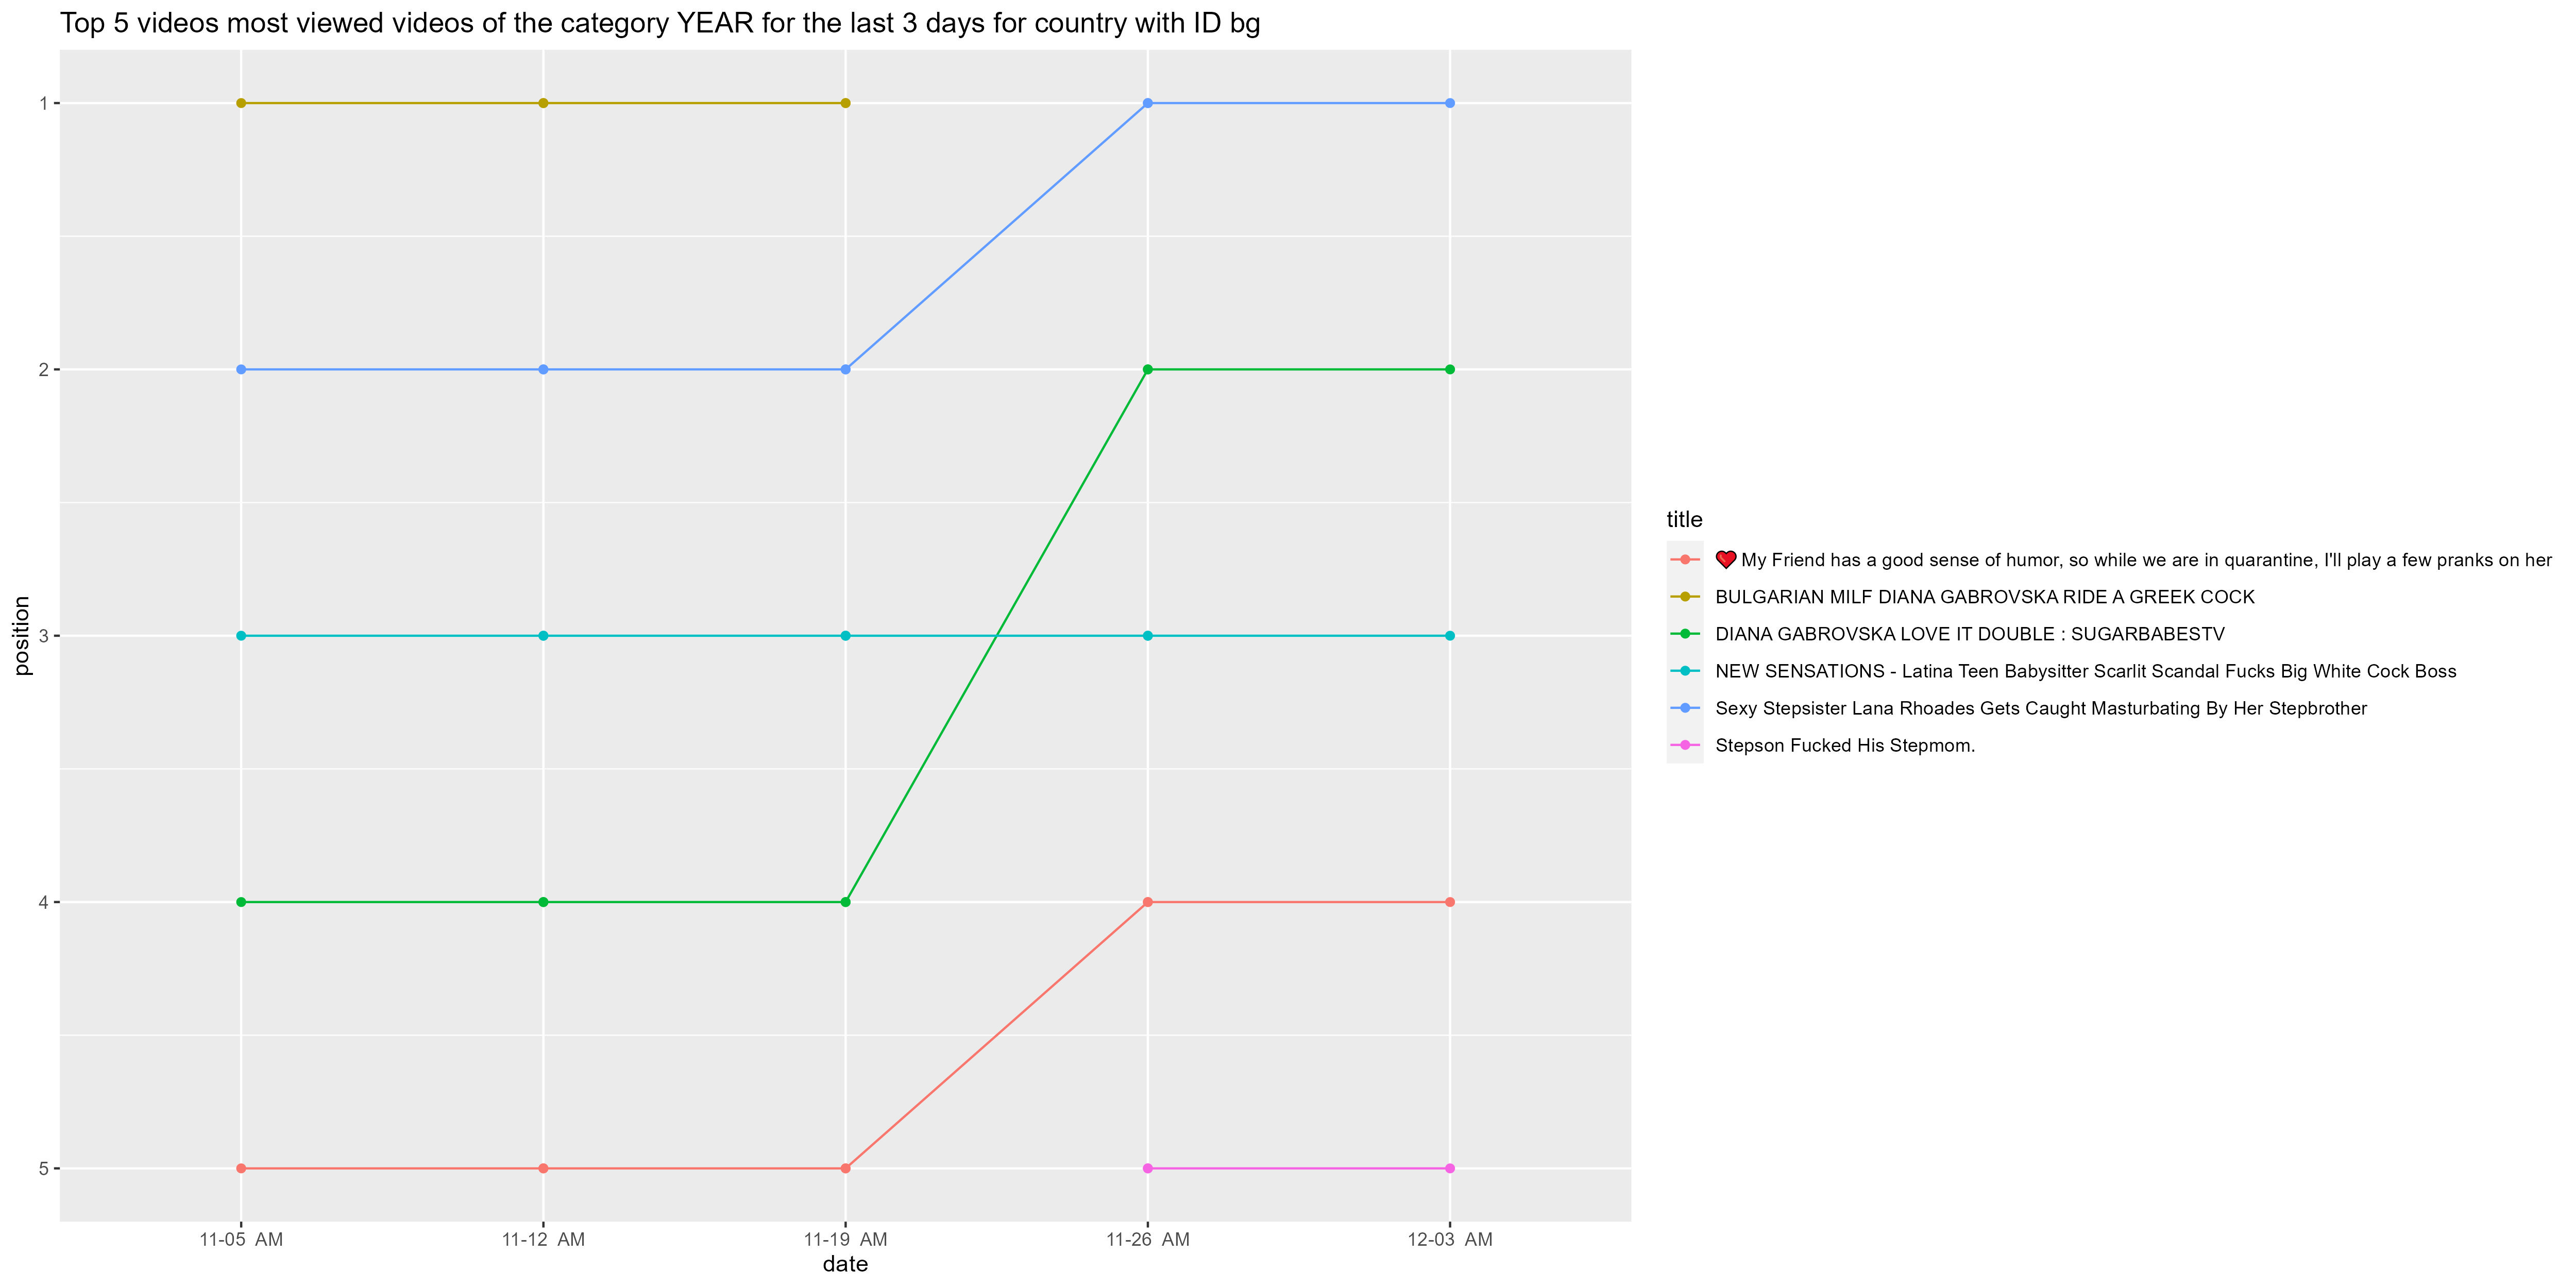 Top 5 videos most viewed videos of the category YEAR for the last 3 days for country with ID bg
1
2
3
4
5
position
11-05 AM
11-12 AM
11-19 AM
11-26 AM
12-03 AM
date
title
❤️ My Friend has a good sense of humor, so while we are in quarantine, I'll play a few pranks on her
BULGARIAN MILF DIANA GABROVSKA RIDE A GREEK COCK
DIANA GABROVSKA LOVE IT DOUBLE : SUGARBABESTV
NEW SENSATIONS - Latina Teen Babysitter Scarlit Scandal Fucks Big White Cock Boss
Sexy Stepsister Lana Rhoades Gets Caught Masturbating By Her Stepbrother
Stepson Fucked His Stepmom.